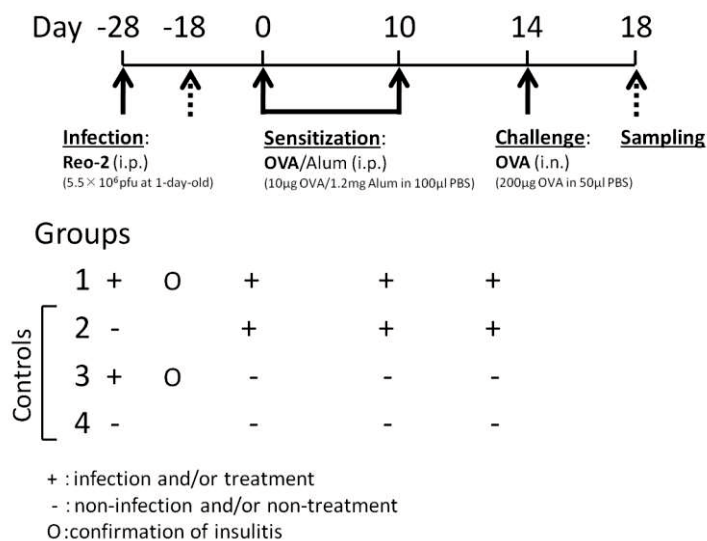 Day -28 -18 0 10 14 18
Infection: Sensitization: Challenge: Sampling
Reo-2 (i.p.) OVA/Alum (i.p.) OVA (i.n.)
(5.5×10⁶pfu at 1-day-old) (10μg OVA/1.2mg Alum in 100μl PBS) (200μg OVA in 50μl PBS)
Groups
1 + O + + +
Controls
2 - + + +
3 + O - - -
4 - - - -
+ : infection and/or treatment
- : non-infection and/or non-treatment
O:confirmation of insulitis